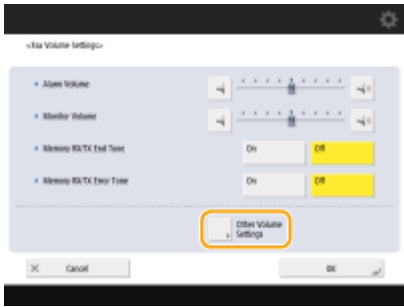 <Fax Volume Settings>
Alarm Volume
Monitor Volume
Memory RX/TX End Tone
On
Off
Memory RX/TX Error Tone
On
Off
Other Volume
Settings
Cancel
OK